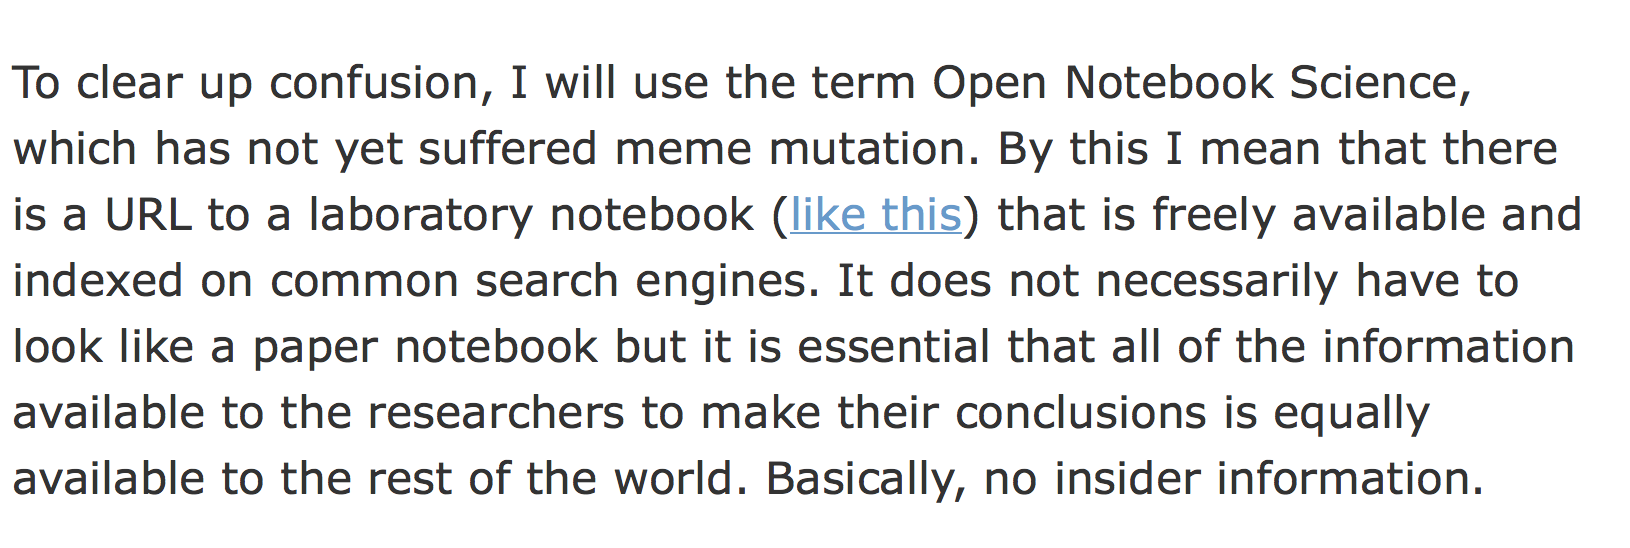 To clear up confusion, I will use the term Open Notebook Science,
which has not yet suffered meme mutation. By this I mean that there
is a URL to a laboratory notebook (like this) that is freely available and
indexed on common search engines. It does not necessarily have to
look like a paper notebook but it is essential that all of the information
available to the researchers to make their conclusions is equally
available to the rest of the world. Basically, no insider information.